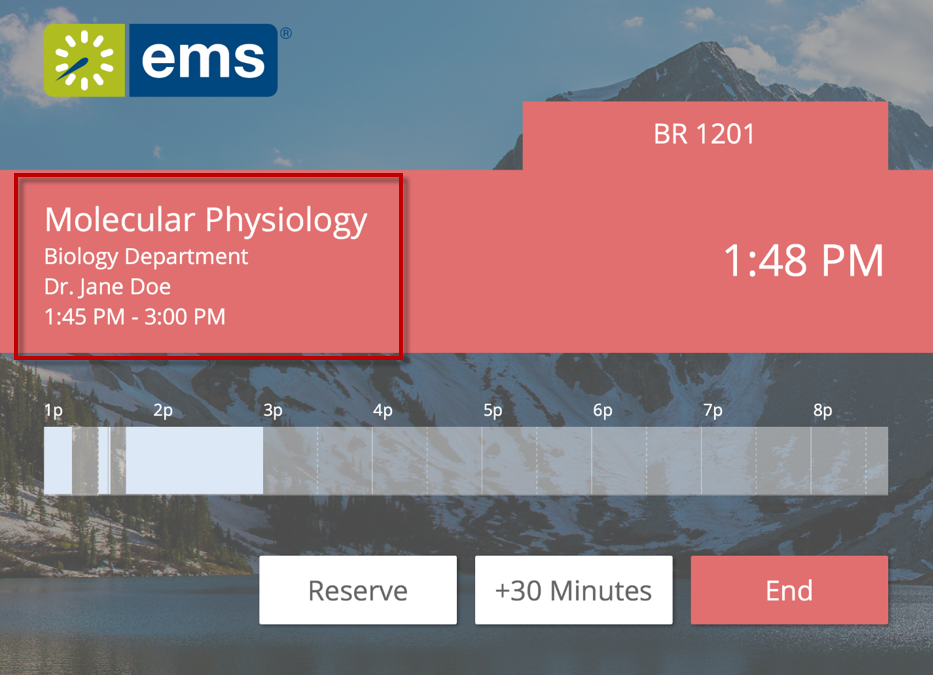 ems®
BR 1201
Molecular Physiology
Biology Department
Dr. Jane Doe
1:45 PM - 3:00 PM
1:48 PM
1p 2p 3p 4p 5p 6p 7p 8p
Reserve +30 Minutes End